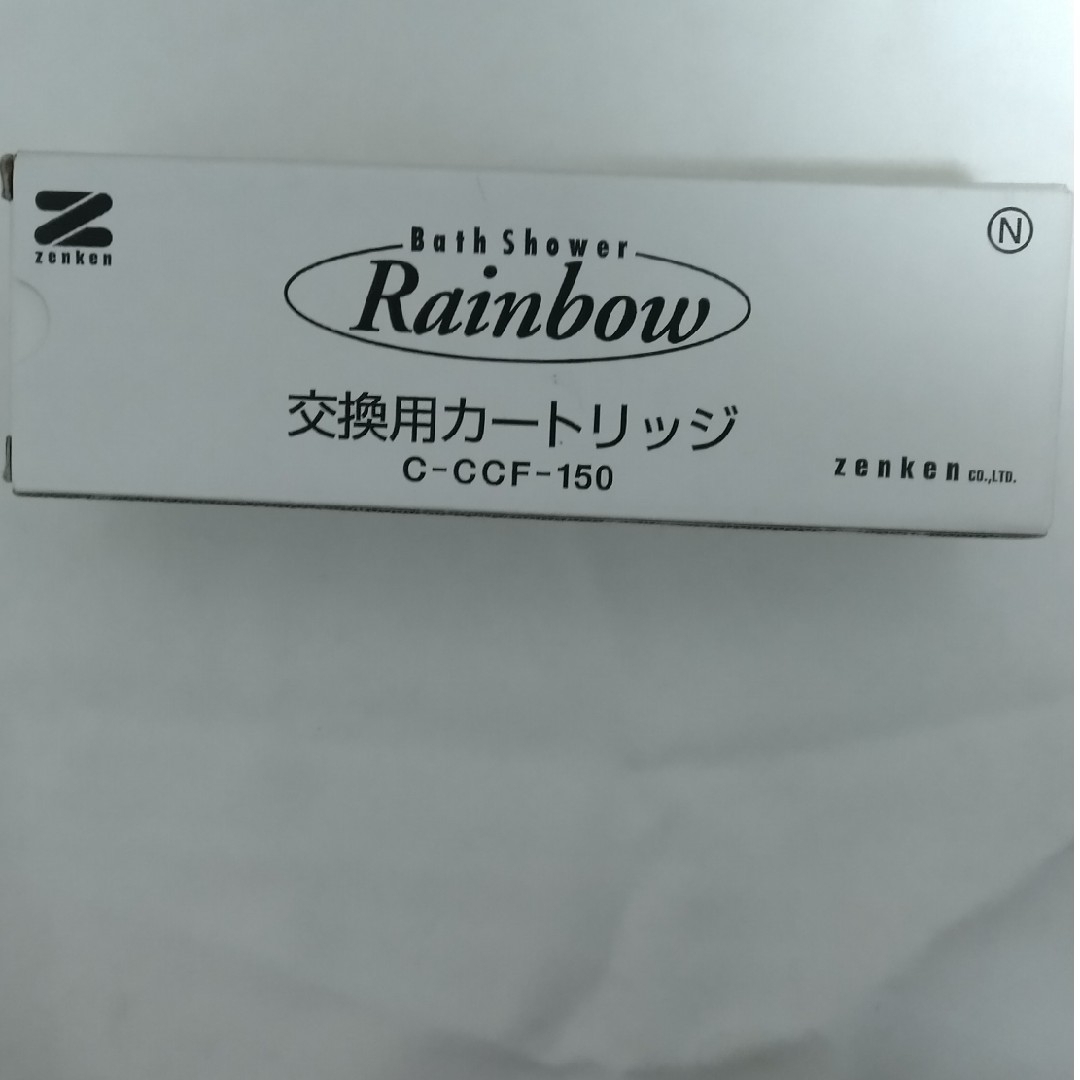 zenken
N
Bath Shower
Rainbow
交換用カートリッジ
C-CCF-150
zenken CO.,LTD.